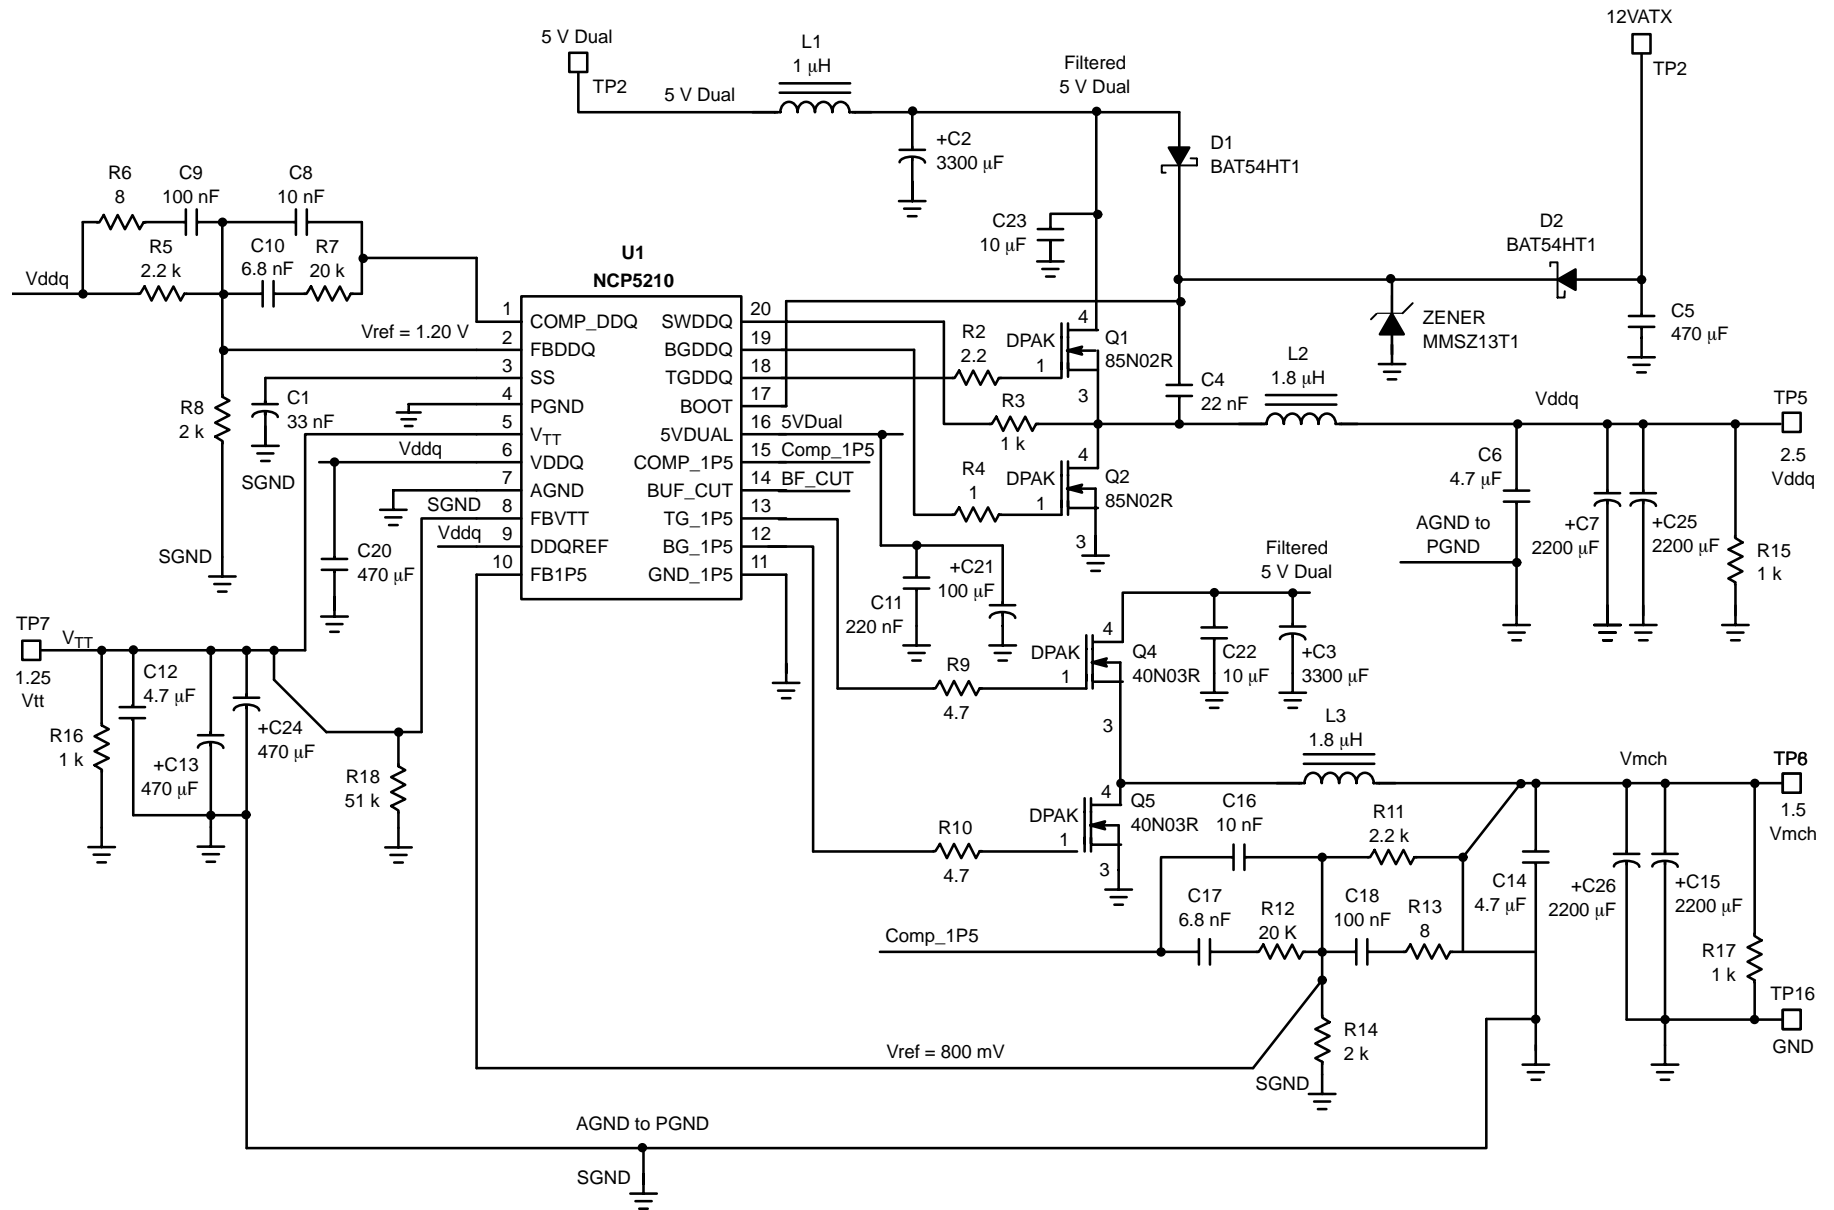 12VATX
TP2
5 V Dual
TP2
5 V Dual
L1
1 μH
Filtered
5 V Dual
+C2
3300 μF
D1
BAT54HT1
R6
8
C9
100 nF
C8
10 nF
R5
2.2 k
C10
6.8 nF
R7
20 k
Vddq
C23
10 μF
D2
BAT54HT1
U1
NCP5210
ZENER
MMSZ13T1
C5
470 μF
Vref = 1.20 V
1
COMP_DDQ
2
FBDDQ
3
SS
4
PGND
5
VTT
6
VDDQ
7
AGND
8
FBVTT
9
DDQREF
10
FB1P5
SWDDQ
20
BGDDQ
19
TGDDQ
18
BOOT
17
5VDUAL
16
5VDual
COMP_1P5
15
Comp_1P5
BUF_CUT
14
BF_CUT
TG_1P5
13
BG_1P5
12
GND_1P5
11
R2
2.2
DPAK
4
1
3
Q1
85N02R
R3
1 k
C4
22 nF
L2
1.8 μH
Vddq
TP5
2.5
Vddq
R4
1
DPAK
4
1
3
Q2
85N02R
C6
4.7 μF
AGND to
PGND
+C7
2200 μF
+C25
2200 μF
R15
1 k
R8
2 k
C1
33 nF
SGND
SGND
Vddq
SGND
Vddq
C20
470 μF
C11
220 nF
+C21
100 μF
Filtered
5 V Dual
TP7
VTT
1.25
Vtt
C12
4.7 μF
R16
1 k
+C13
470 μF
+C24
470 μF
R18
51 k
R9
4.7
DPAK
4
1
3
Q4
40N03R
C22
10 μF
+C3
3300 μF
L3
1.8 μH
Vmch
TP6
1.5
Vmch
R10
4.7
DPAK
4
1
3
Q5
40N03R
C16
10 nF
R11
2.2 k
C17
6.8 nF
R12
20 K
C18
100 nF
R13
8
C14
4.7 μF
+C26
2200 μF
+C15
2200 μF
R17
1 k
TP16
GND
Comp_1P5
Vref = 800 mV
R14
2 k
SGND
AGND to PGND
SGND